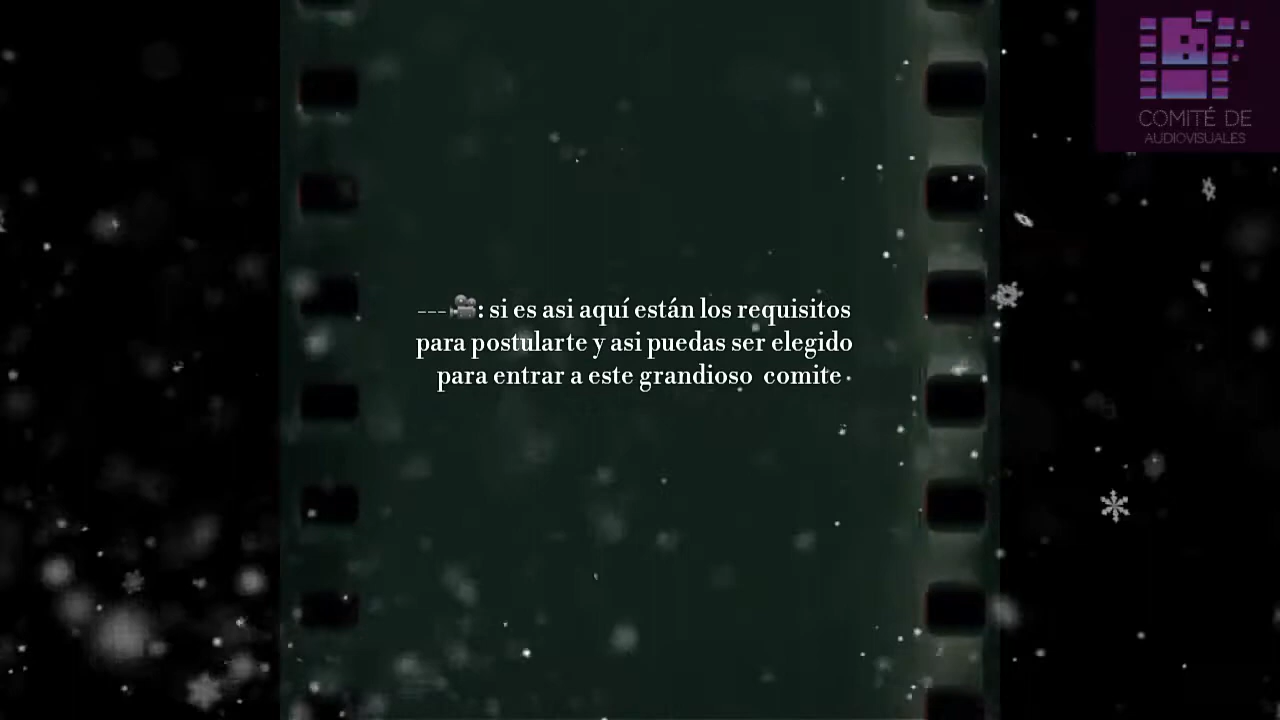 COMITÉ DE
AUDIOVISUALES
---🎥: si es asi aquí están los requisitos
para postularte y asi puedas ser elegido
para entrar a este grandioso comite